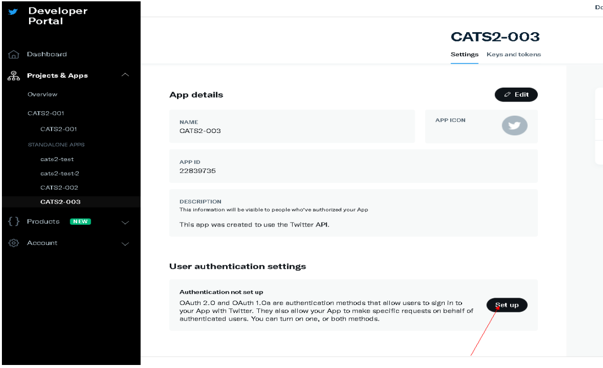 Developer
Portal
Do
CATS2-003
Settings Keys and tokens
Dashboard
Projects & Apps
Overview
CATS2-001
CATS2-001
STANDALONE APPS
cats2-test
cats2-test-2
CATS2-002
CATS2-003
Products NEW
Account
App details
Edit
NAME
CATS2-003
APP ICON
APP ID
22839735
DESCRIPTION
This information will be visible to people who've authorized your App
This app was created to use the Twitter API.
User authentication settings
Authentication not set up
OAuth 2.0 and OAuth 1.0a are authentication methods that allow users to sign in to
your App with Twitter. They also allow your App to make specific requests on behalf of
authenticated users. You can turn on one, or both methods.
Set up